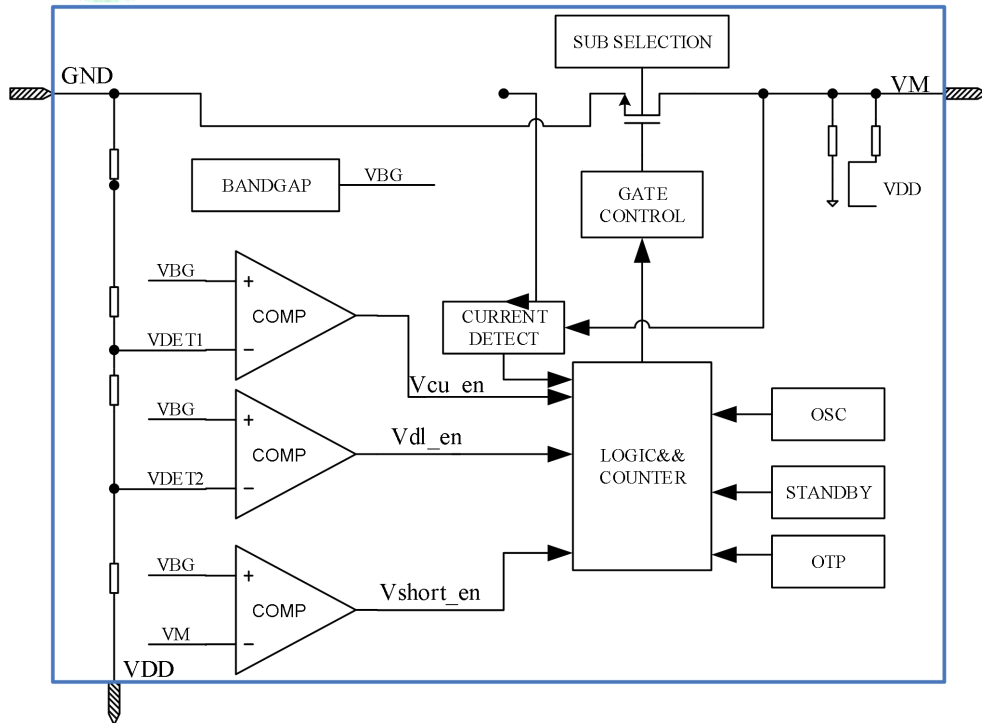 SUB SELECTION
GND
VM
BANDGAP
VBG
GATE
CONTROL
VDD
VBG
+
COMP
VDET1
−
CURRENT
DETECT
Vcu_en
VBG
+
COMP
VDET2
−
Vdl_en
LOGIC&&
COUNTER
OSC
STANDBY
OTP
VBG
+
COMP
VM
−
Vshort_en
VDD